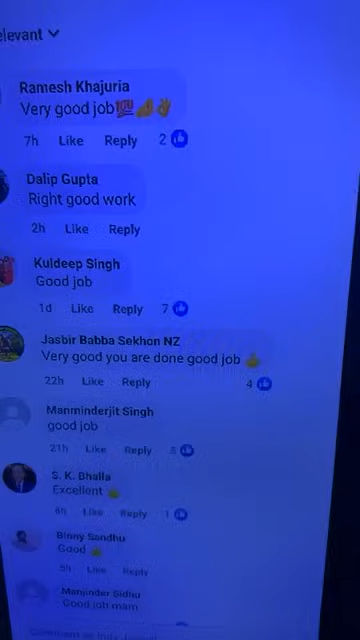 elevant
Ramesh Khajuria
Very good job💯👍✌
7h Like Reply 2
Dalip Gupta
Right good work
2h Like Reply
Kuldeep Singh
Good job
1d Like Reply 7
Jasbir Babba Sekhon NZ
Very good you are done good job 👍
22h Like Reply 4
Manminderjit Singh
good job
21h Like Reply
S. K. Bhalla
Excellent 👍
8h Like Reply 1
Binny Sandhu
Good 👍
5h Like Reply
Manjinder Sidhu
Good job mam